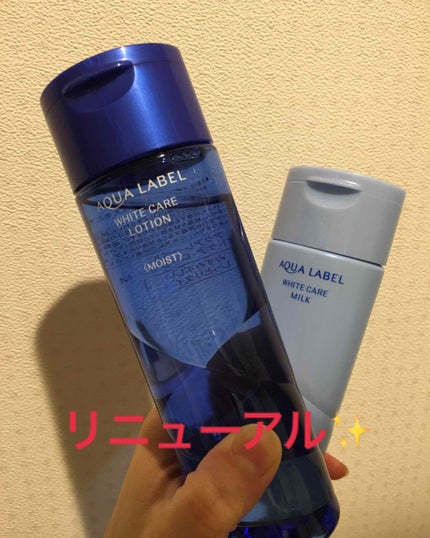 AQUA LABEL
WHITE CARE
LOTION
(MOIST)
AQUA LABEL
WHITE CARE
MILK
リニューアル✨